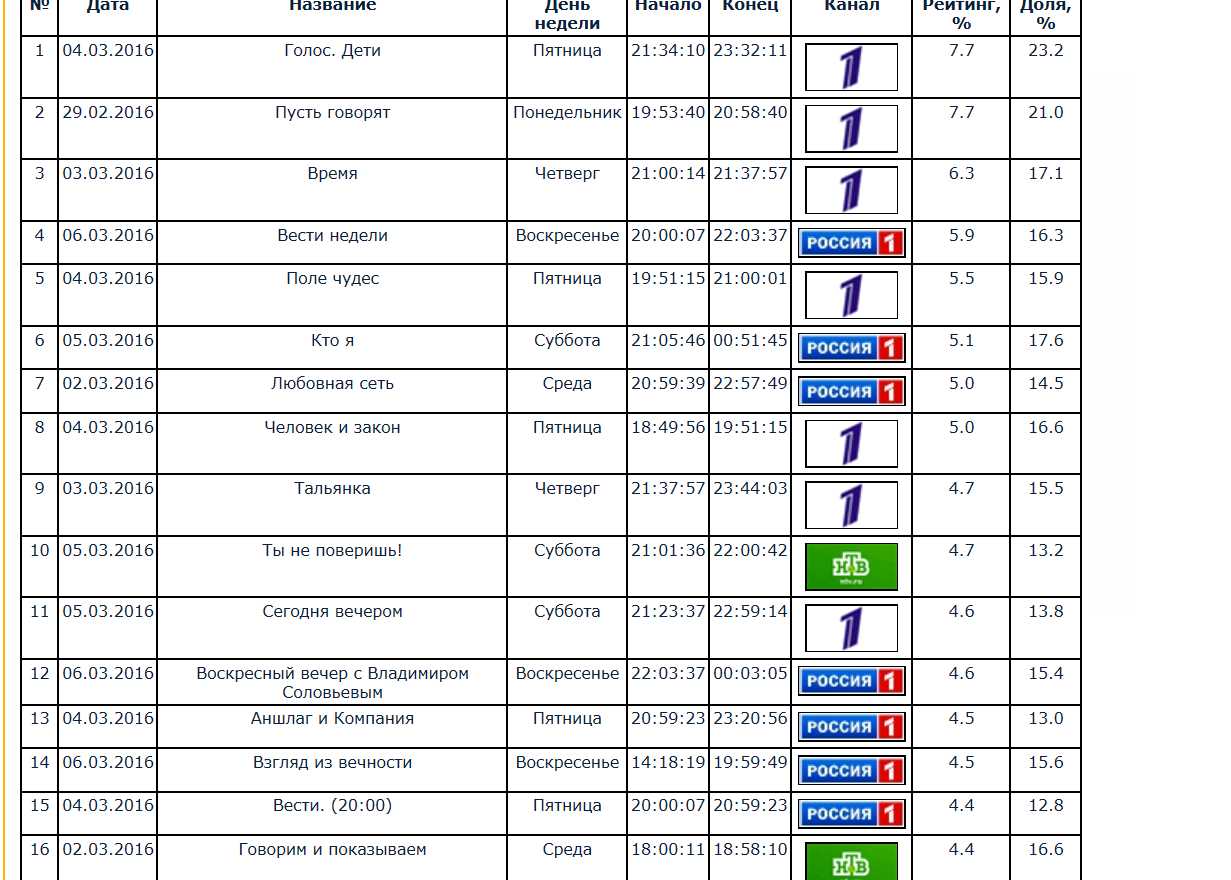 № Дата Название День недели Начало Конец Канал Рейтинг, % Доля, %
1 04.03.2016 Голос. Дети Пятница 21:34:10 23:32:11 1 7.7 23.2
2 29.02.2016 Пусть говорят Понедельник 19:53:40 20:58:40 1 7.7 21.0
3 03.03.2016 Время Четверг 21:00:14 21:37:57 1 6.3 17.1
4 06.03.2016 Вести недели Воскресенье 20:00:07 22:03:37 РОССИЯ 1 5.9 16.3
5 04.03.2016 Поле чудес Пятница 19:51:15 21:00:01 1 5.5 15.9
6 05.03.2016 Кто я Суббота 21:05:46 00:51:45 РОССИЯ 1 5.1 17.6
7 02.03.2016 Любовная сеть Среда 20:59:39 22:57:49 РОССИЯ 1 5.0 14.5
8 04.03.2016 Человек и закон Пятница 18:49:56 19:51:15 1 5.0 16.6
9 03.03.2016 Тальянка Четверг 21:37:57 23:44:03 1 4.7 15.5
10 05.03.2016 Ты не поверишь! Суббота 21:01:36 22:00:42 НТВ ntv.ru 4.7 13.2
11 05.03.2016 Сегодня вечером Суббота 21:23:37 22:59:14 1 4.6 13.8
12 06.03.2016 Воскресный вечер с Владимиром Соловьевым Воскресенье 22:03:37 00:03:05 РОССИЯ 1 4.6 15.4
13 04.03.2016 Аншлаг и Компания Пятница 20:59:23 23:20:56 РОССИЯ 1 4.5 13.0
14 06.03.2016 Взгляд из вечности Воскресенье 14:18:19 19:59:49 РОССИЯ 1 4.5 15.6
15 04.03.2016 Вести. (20:00) Пятница 20:00:07 20:59:23 РОССИЯ 1 4.4 12.8
16 02.03.2016 Говорим и показываем Среда 18:00:11 18:58:10 НТВ 4.4 16.6